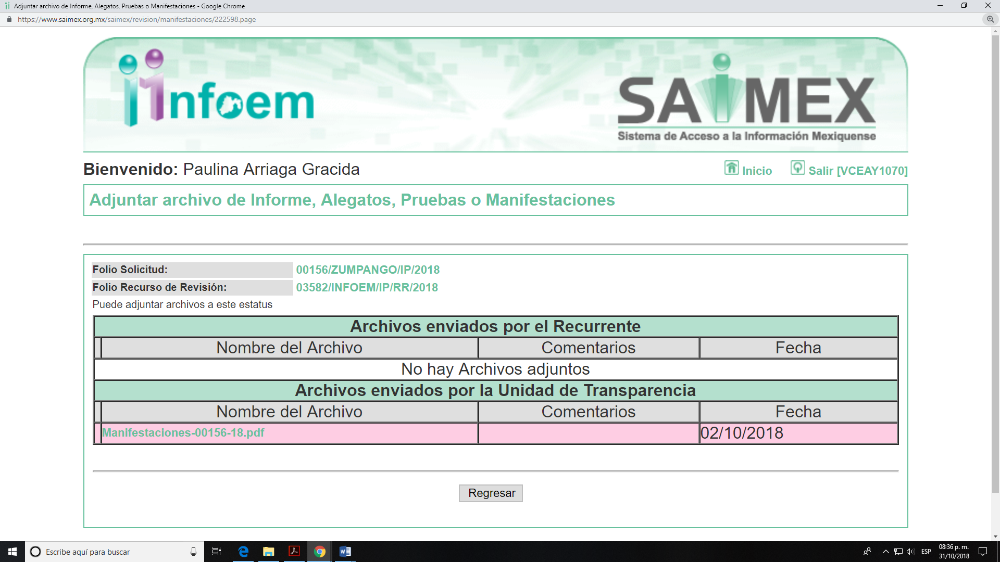 Adjuntar archivo de Informe, Alegatos, Pruebas o Manifestaciones - Google Chrome
https://www.saimex.org.mx/saimex/revision/manifestaciones/222598.page
infoem
SAIMEX
Sistema de Acceso a la Información Mexiquense
Bienvenido: Paulina Arriaga Gracida
Inicio
Salir [VCEAY1070]
Adjuntar archivo de Informe, Alegatos, Pruebas o Manifestaciones
Folio Solicitud: 00156/ZUMPANGO/IP/2018
Folio Recurso de Revisión: 03582/INFOEM/IP/RR/2018
Puede adjuntar archivos a este estatus
Archivos enviados por el Recurrente
Nombre del Archivo Comentarios Fecha
No hay Archivos adjuntos
Archivos enviados por la Unidad de Transparencia
Nombre del Archivo Comentarios Fecha
Manifestaciones-00156-18.pdf 02/10/2018
Regresar
Escribe aquí para buscar
ESP
08:36 p. m.
31/10/2018